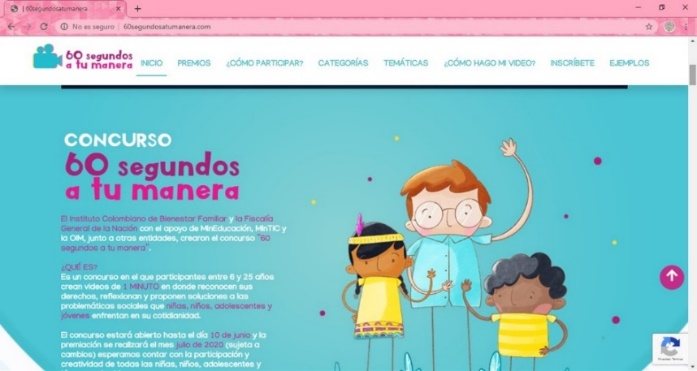 60segundosatumanera.com
No es seguro | 60segundosatumanera.com
60 segundos
a tu manera
INICIO PREMIOS ¿CÓMO PARTICIPAR? CATEGORÍAS TEMÁTICAS ¿CÓMO HAGO MI VIDEO? INSCRÍBETE EJEMPLOS
CONCURSO
60 segundos
a tu manera
El Instituto Colombiano de Bienestar Familiar y la Fiscalía
General de la Nación con el apoyo de MinEducación, MinTIC y
la OIM, junto a otras entidades, crearon el concurso "60
segundos a tu manera".
¿QUÉ ES?
Es un concurso en el que participantes entre 6 y 25 años
crean videos de 1 MINUTO en donde reconocen sus
derechos, reflexionan y proponen soluciones a las
problemáticas sociales que niñas, niños, adolescentes y
jóvenes enfrentan en su cotidianidad.
El concurso estará abierto hasta el día 10 de junio y la
premiación se realizará el mes julio de 2020 (sujeta a
cambios) esperamos contar con la participación y
creatividad de todas las niñas, niños, adolescentes y